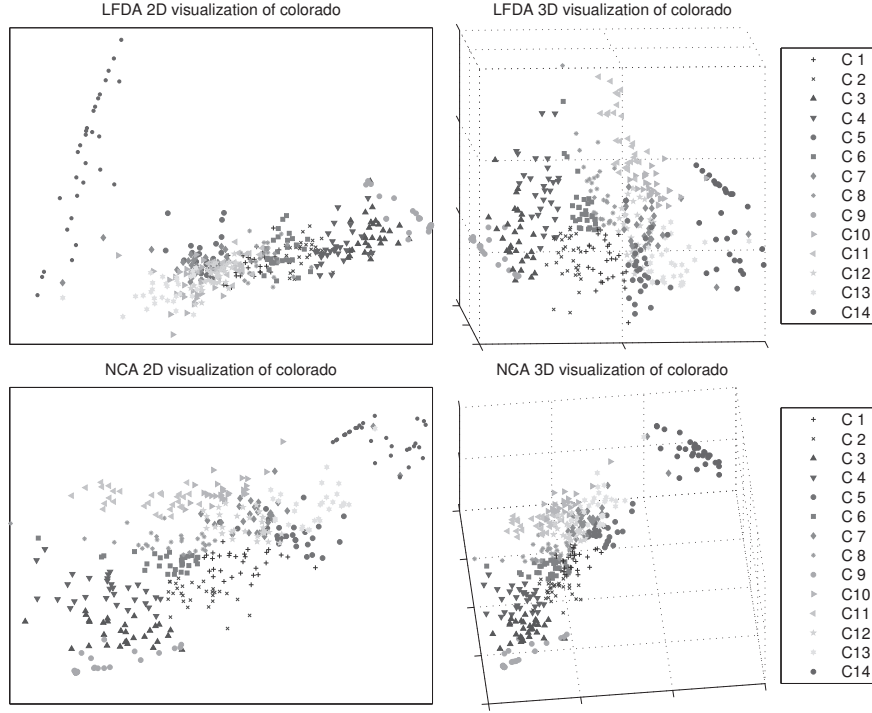 LFDA 2D visualization of colorado
LFDA 3D visualization of colorado
C 1
C 2
C 3
C 4
C 5
C 6
C 7
C 8
C 9
C10
C11
C12
C13
C14
NCA 2D visualization of colorado
NCA 3D visualization of colorado
C 1
C 2
C 3
C 4
C 5
C 6
C 7
C 8
C 9
C10
C11
C12
C13
C14